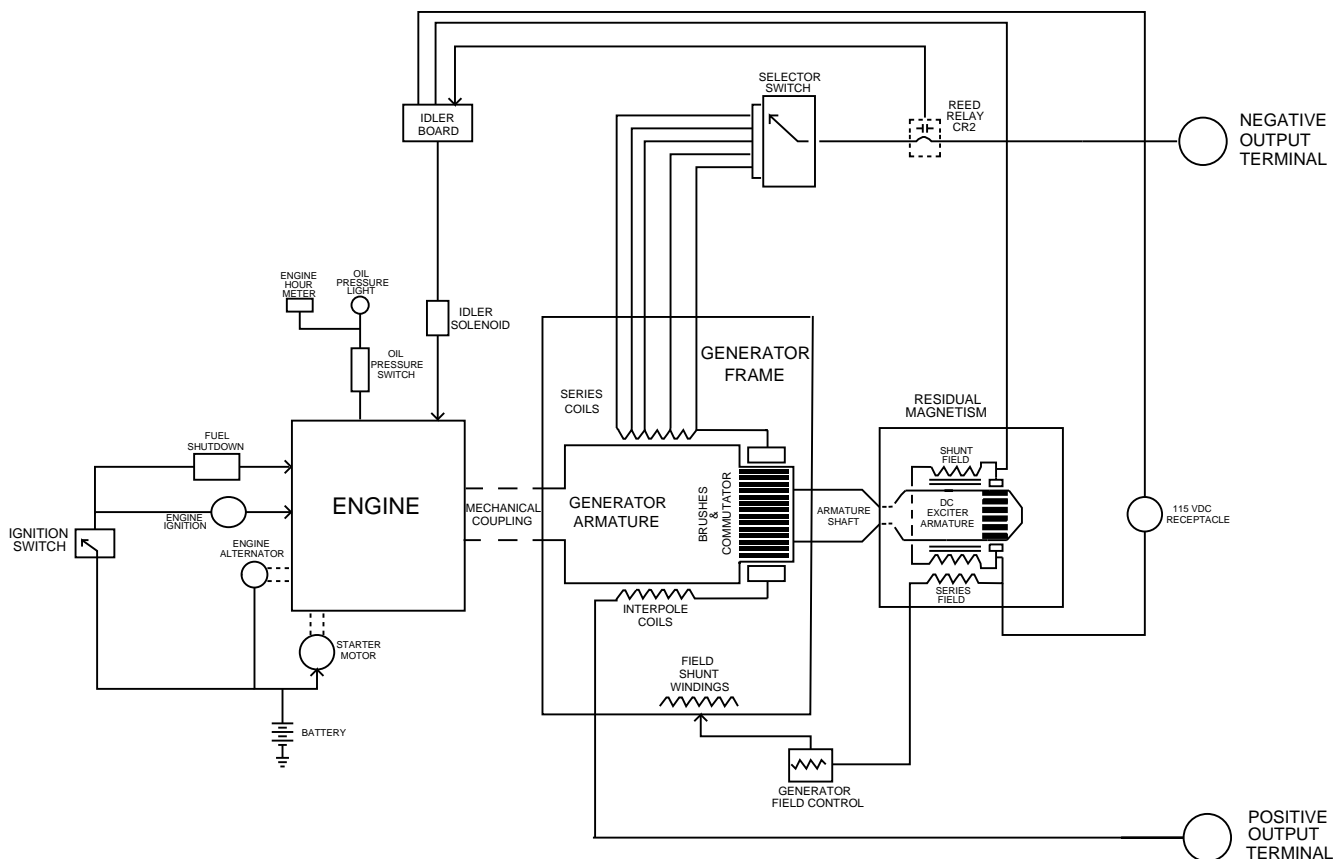 SELECTOR
SWITCH
IDLER
BOARD
REED
RELAY
CR2
NEGATIVE
OUTPUT
TERMINAL
ENGINE
HOUR
METER
OIL
PRESSURE
LIGHT
IDLER
SOLENOID
OIL
PRESSURE
SWITCH
GENERATOR
FRAME
SERIES
COILS
RESIDUAL
MAGNETISM
FUEL
SHUTDOWN
SHUNT
FIELD
ENGINE
MECHANICAL
COUPLING
GENERATOR
ARMATURE
BRUSHES
&
COMMUTATOR
ARMATURE
SHAFT
DC
EXCITER
ARMATURE
115 VDC
RECEPTACLE
ENGINE
IGNITION
IGNITION
SWITCH
ENGINE
ALTERNATOR
SERIES
FIELD
INTERPOLE
COILS
STARTER
MOTOR
FIELD
SHUNT
WINDINGS
BATTERY
GENERATOR
FIELD CONTROL
POSITIVE
OUTPUT
TERMINAL